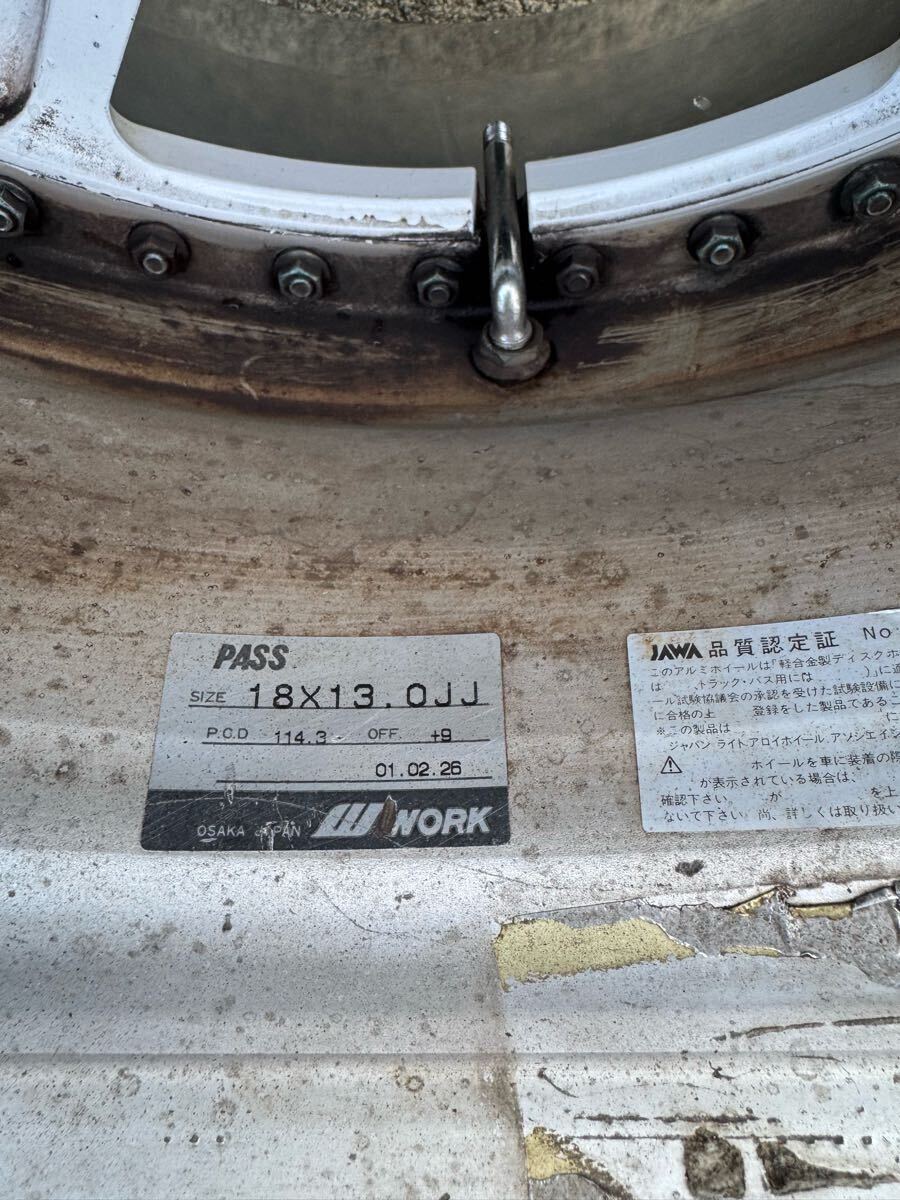 PASS
SIZE 18X13.0JJ
P.C.D 114.3 OFF. +9
01.02.26
OSAKA JAPAN WORK
JAWA 品質認定証 No
このアルミホイールは「軽合金製ディスクホ
は トラック・バス用には )」に適
ール試験協議会の承認を受けた試験設備に
に合格の上 登録をした製品であるこ
※この製品は に
ジャパン ライト アロイホイール アソシエイシ
⚠ ホイールを車に装着の際
が表示されている場合は、
確認下さい が を上
ないで下さい 尚、詳しくは取り扱い